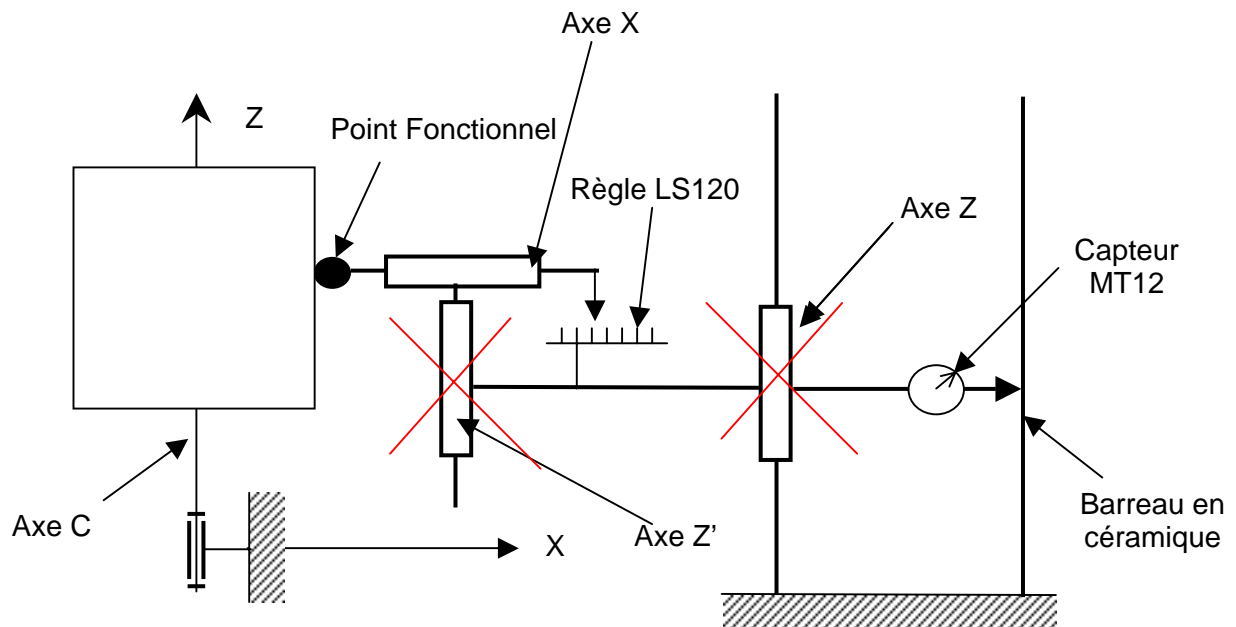 Axe X
Z
Point Fonctionnel
Règle LS120
Axe Z
Capteur
MT12
Axe C
X
Axe Z’
Barreau en
céramique